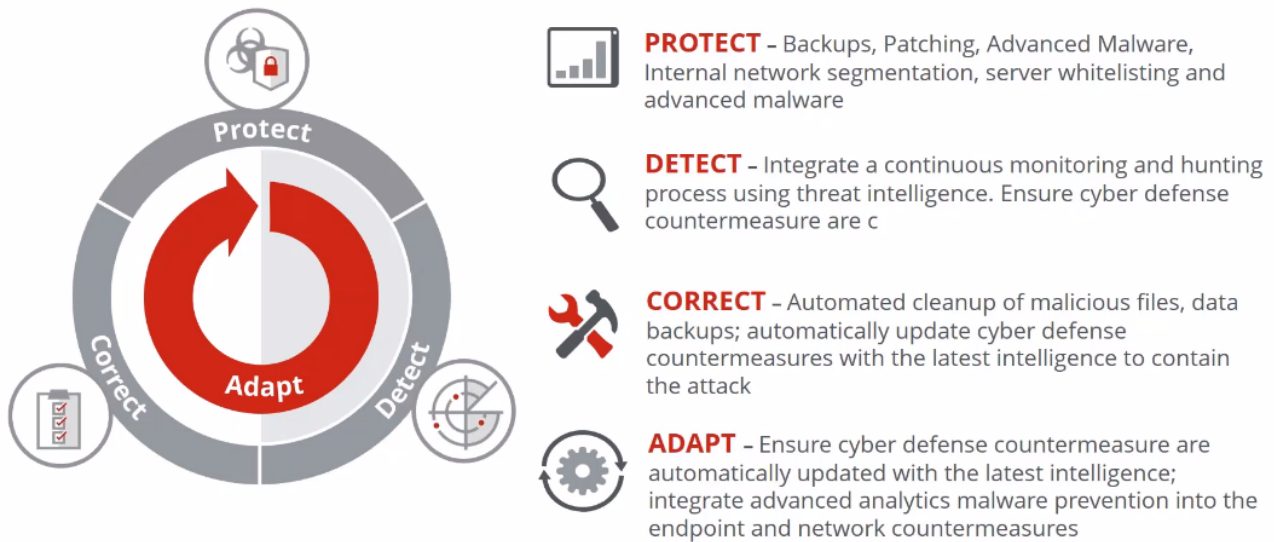 Protect
Correct
Detect
Adapt
PROTECT – Backups, Patching, Advanced Malware,
Internal network segmentation, server whitelisting and
advanced malware
DETECT – Integrate a continuous monitoring and hunting
process using threat intelligence. Ensure cyber defense
countermeasure are c
CORRECT – Automated cleanup of malicious files, data
backups; automatically update cyber defense
countermeasures with the latest intelligence to contain
the attack
ADAPT – Ensure cyber defense countermeasure are
automatically updated with the latest intelligence;
integrate advanced analytics malware prevention into the
endpoint and network countermeasures